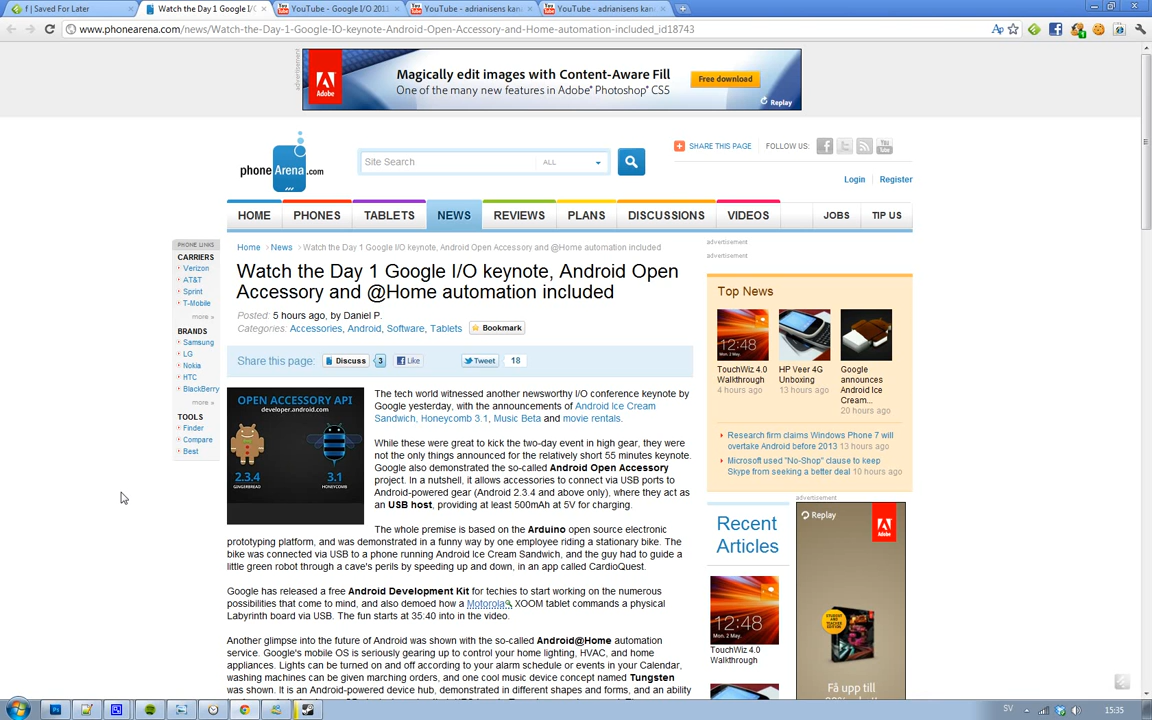 f | Saved For Later
Watch the Day 1 Google I/O
YouTube - Google I/O 2011
YouTube - adrianisens kan
YouTube - adrianisens kan
www.phonearena.com/news/Watch-the-Day-1-Google-IO-keynote-Android-Open-Accessory-and-Home-automation-included_id18743
advertisement
Adobe
Magically edit images with Content-Aware Fill
One of the many new features in Adobe® Photoshop® CS5
Free download
Replay
phoneArena.com
Site Search
ALL
SHARE THIS PAGE
FOLLOW US:
You Tube
Login
Register
HOME
PHONES
TABLETS
NEWS
REVIEWS
PLANS
DISCUSSIONS
VIDEOS
JOBS
TIP US
PHONE LINKS
CARRIERS
Verizon
AT&T
Sprint
T-Mobile
more »
BRANDS
Samsung
LG
Nokia
HTC
BlackBerry
more »
TOOLS
Finder
Compare
Best
Home > News > Watch the Day 1 Google I/O keynote, Android Open Accessory and @Home automation included
Watch the Day 1 Google I/O keynote, Android Open
Accessory and @Home automation included
Posted: 5 hours ago, by Daniel P.
Categories: Accessories, Android, Software, Tablets
Bookmark
Share this page:
Discuss
3
Like
Tweet
18
OPEN ACCESSORY API
developer.android.com
2.3.4
GINGERBREAD
3.1
HONEYCOMB
The tech world witnessed another newsworthy I/O conference keynote by
Google yesterday, with the announcements of Android Ice Cream
Sandwich, Honeycomb 3.1, Music Beta and movie rentals.
While these were great to kick the two-day event in high gear, they were
not the only things announced for the relatively short 55 minutes keynote.
Google also demonstrated the so-called Android Open Accessory
project. In a nutshell, it allows accessories to connect via USB ports to
Android-powered gear (Android 2.3.4 and above only), where they act as
an USB host, providing at least 500mAh at 5V for charging.
The whole premise is based on the Arduino open source electronic
prototyping platform, and was demonstrated in a funny way by one employee riding a stationary bike. The
bike was connected via USB to a phone running Android Ice Cream Sandwich, and the guy had to guide a
little green robot through a cave's perils by speeding up and down, in an app called CardioQuest.
Google has released a free Android Development Kit for techies to start working on the numerous
possibilities that come to mind, and also demoed how a Motorola XOOM tablet commands a physical
Labyrinth board via USB. The fun starts at 35:40 into in the video.
Another glimpse into the future of Android was shown with the so-called Android@Home automation
service. Google's mobile OS is seriously gearing up to control your home lighting, HVAC, and home
appliances. Lights can be turned on and off according to your alarm schedule or events in your Calendar,
washing machines can be given marching orders, and one cool music device concept named Tungsten
was shown. It is an Android-powered device hub, demonstrated in different shapes and forms, and an ability
advertisement
advertisement
Top News
12:48
Mon, 2 May
TouchWiz 4.0
Walkthrough
4 hours ago
HP Veer 4G
Unboxing
13 hours ago
Google
announces
Android Ice
Cream...
20 hours ago
Research firm claims Windows Phone 7 will
overtake Android before 2013 13 hours ago
Microsoft used "No-Shop" clause to keep
Skype from seeking a better deal 10 hours ago
advertisement
Recent
Articles
12:48
Mon, 2 May
TouchWiz 4.0
Walkthrough
Replay
Adobe
Få upp till
SV
15:35